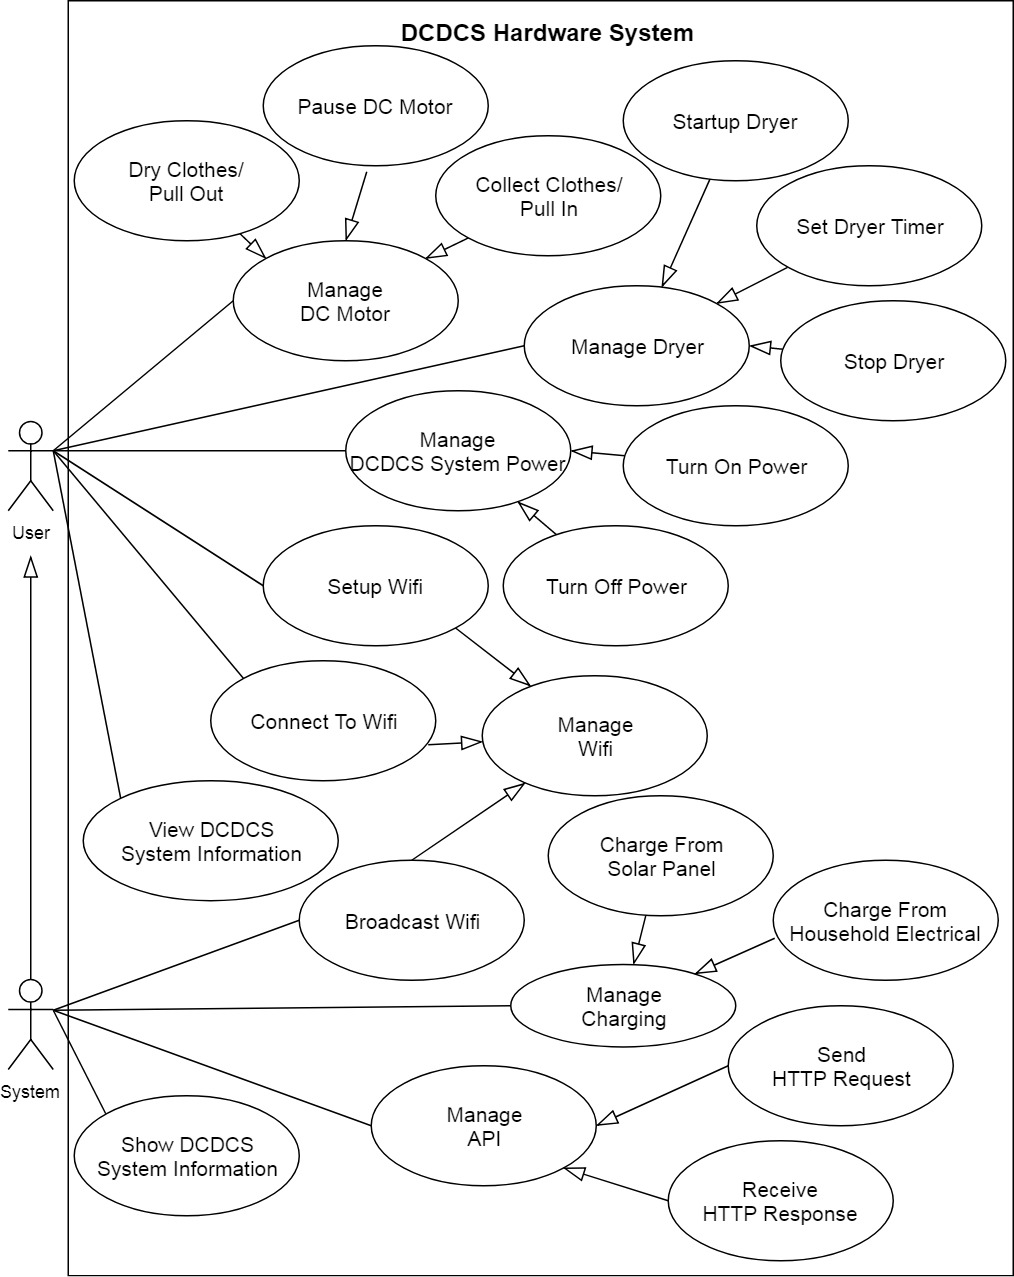 DCDCS Hardware System
Pause DC Motor
Startup Dryer
Dry Clothes/
Pull Out
Collect Clothes/
Pull In
Set Dryer Timer
Manage
DC Motor
Manage Dryer
Stop Dryer
Manage
DCDCS System Power
Turn On Power
User
Setup Wifi
Turn Off Power
Connect To Wifi
Manage
Wifi
View DCDCS
System Information
Charge From
Solar Panel
Broadcast Wifi
Charge From
Household Electrical
Manage
Charging
System
Send
HTTP Request
Manage
API
Show DCDCS
System Information
Receive
HTTP Response